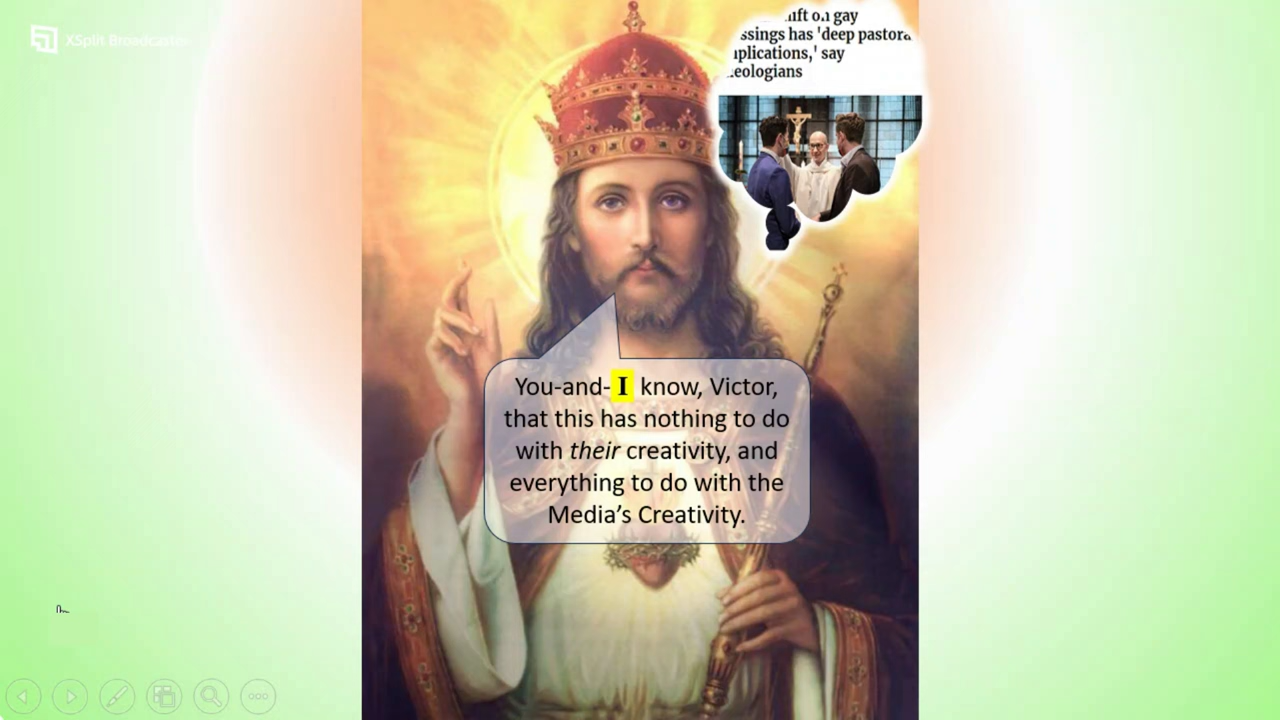 XSplit Broadcaster
on gay
has 'deep
say
You-and- I know, Victor,
that this has nothing to do
with their creativity, and
everything to do with the
Media's Creativity.